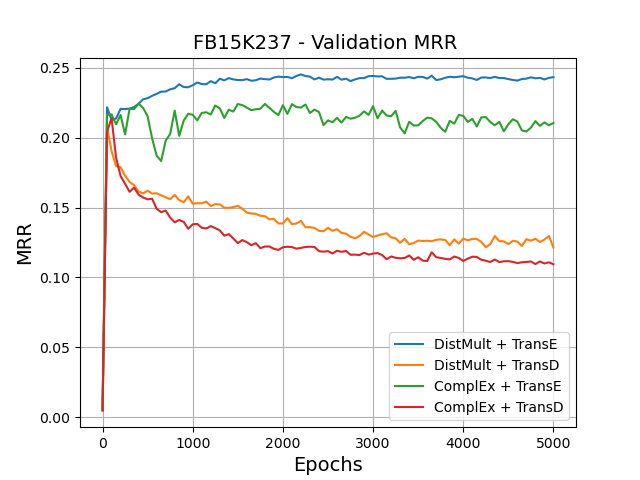 FB15K237 - Validation MRR
MRR
0.25
0.20
0.15
0.10
0.05
0.00
0 1000 2000 3000 4000 5000
Epochs
DistMult + TransE
DistMult + TransD
ComplEx + TransE
ComplEx + TransD